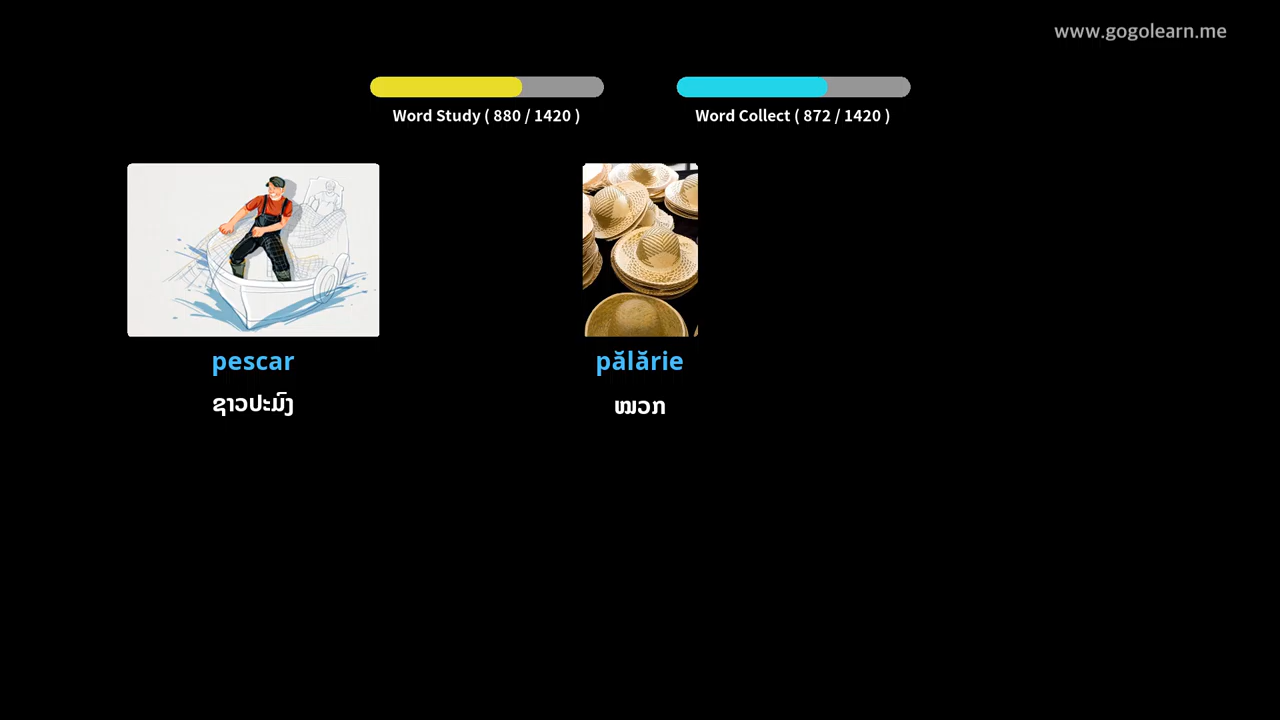 www.gogolearn.me
Word Study ( 880 / 1420 )
Word Collect ( 872 / 1420 )
pescar
ຊາວປະມົງ
pălărie
ໝວກ